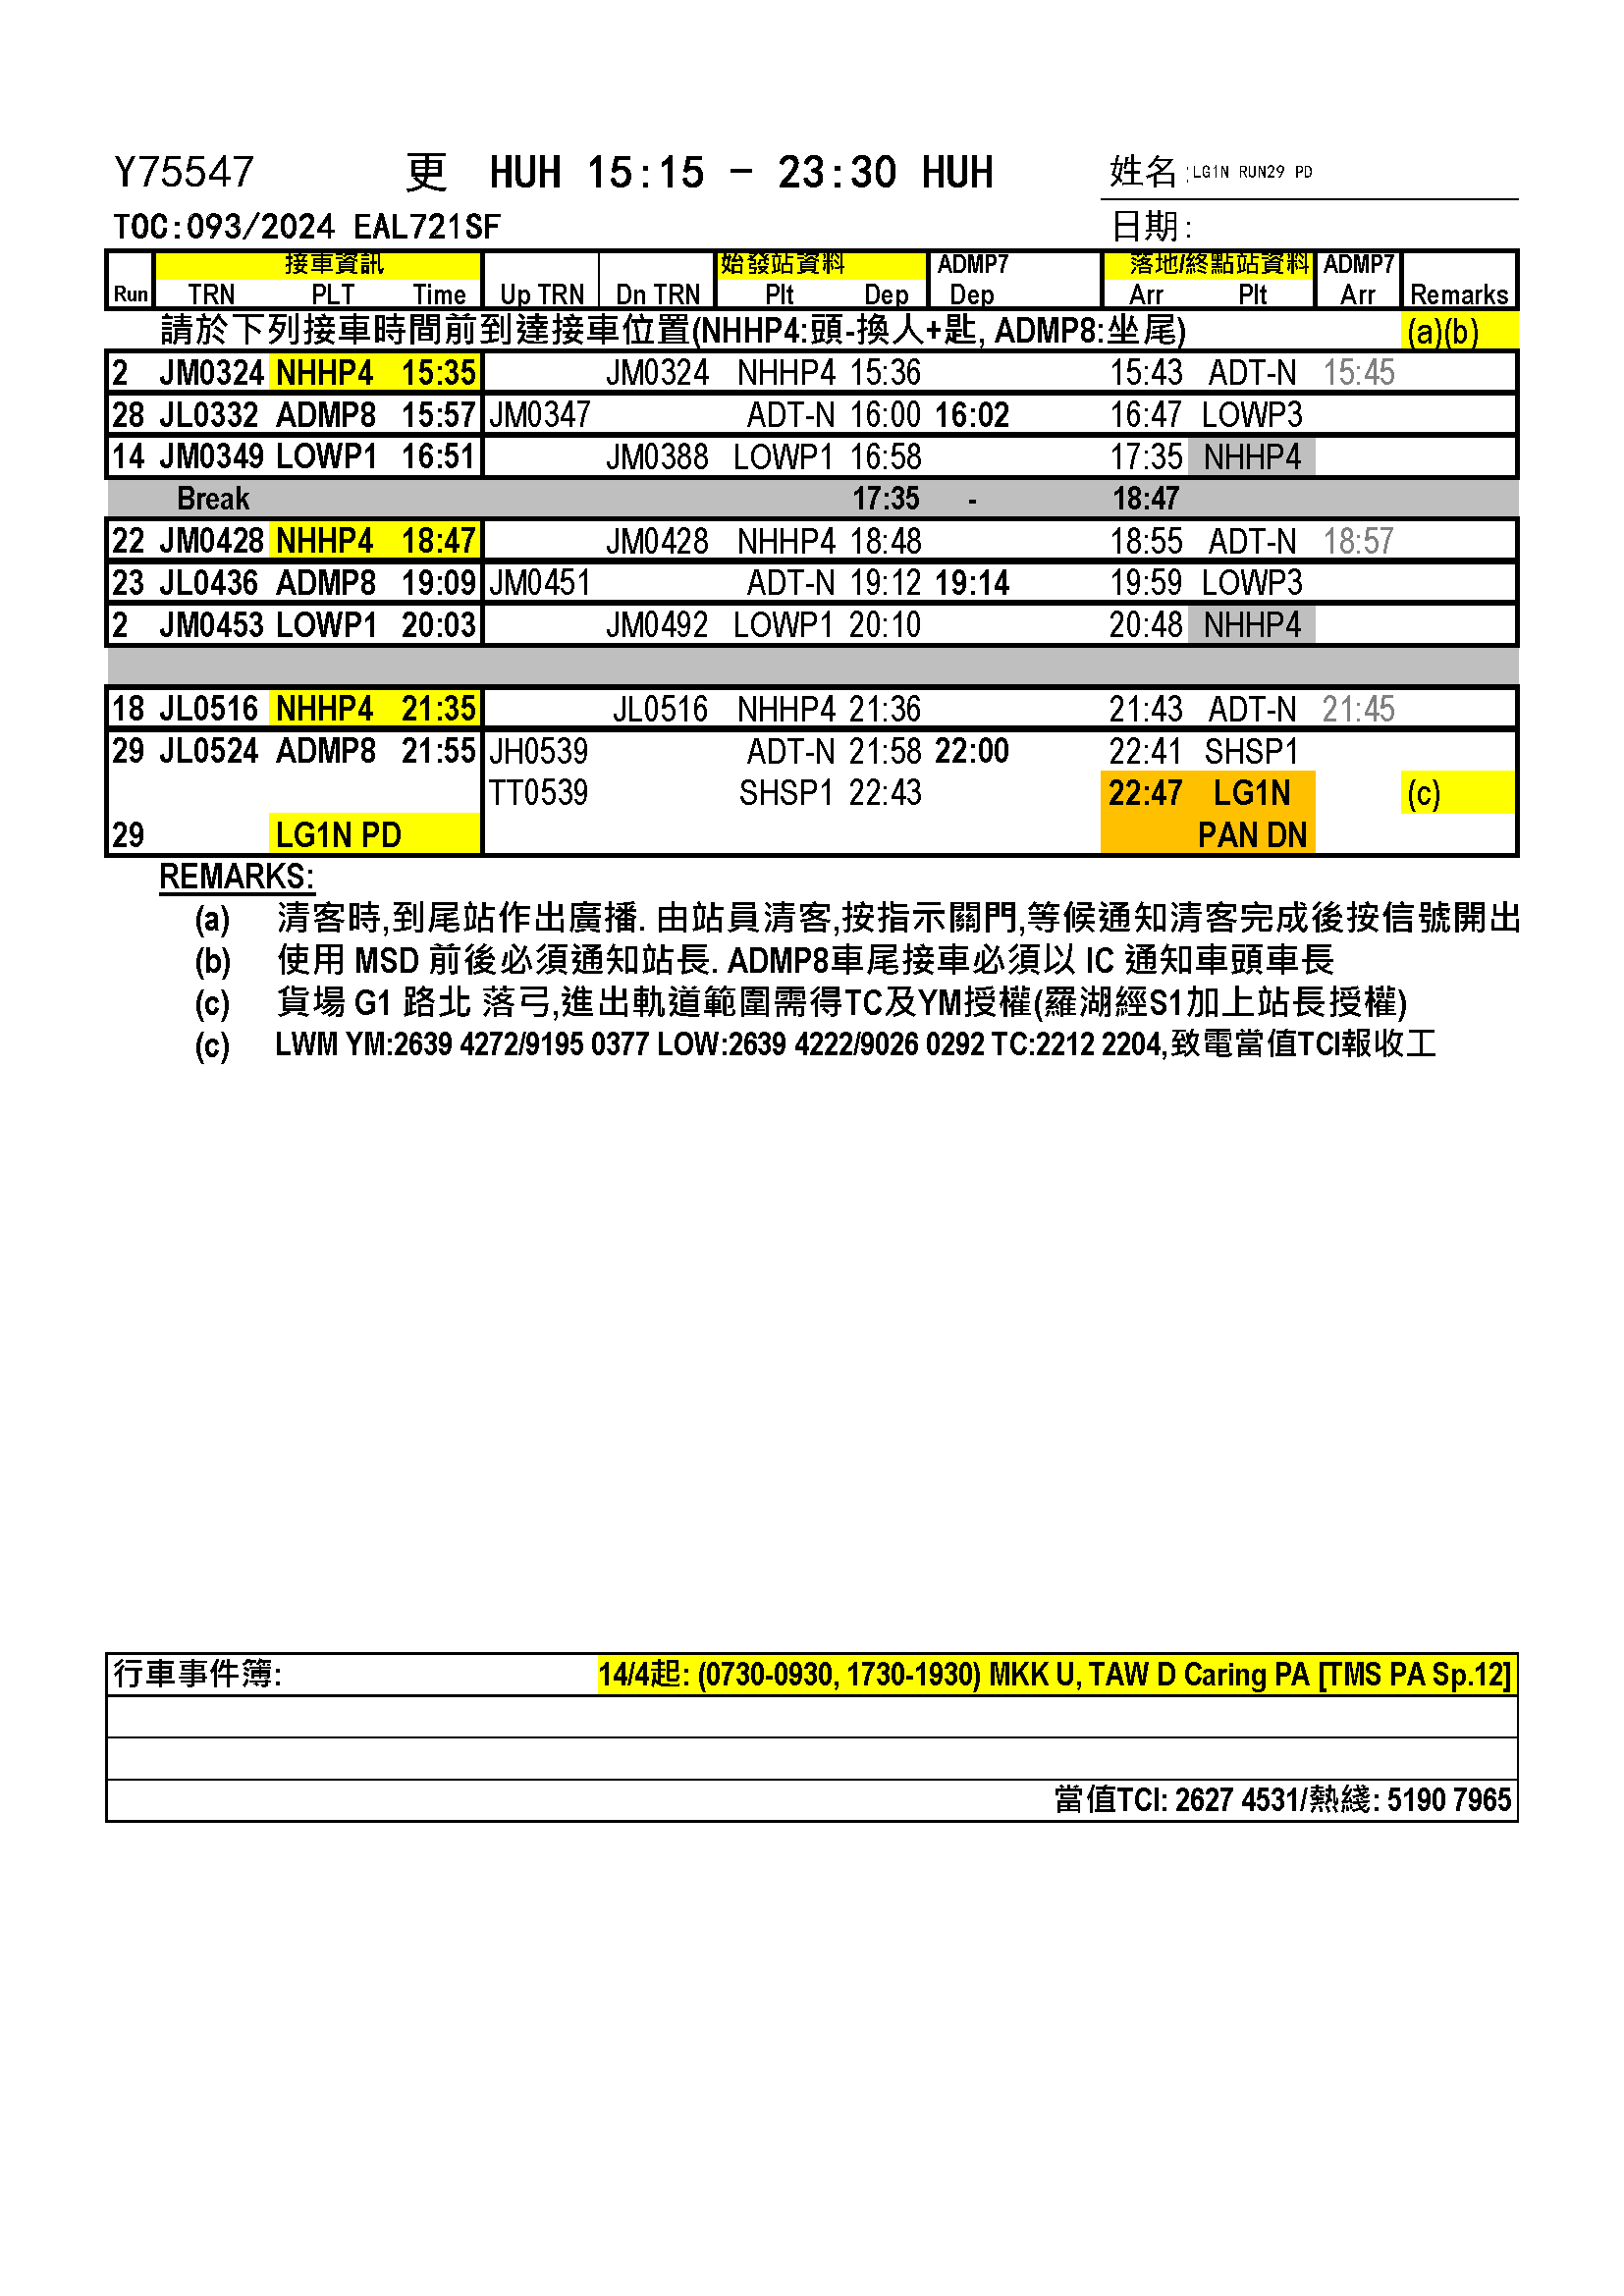 Y75547 更 HUH 15:15 - 23:30 HUH 姓名:LG1N RUN29 PD
TOC:093/2024 EAL721SF 日期:
接車資訊 始發站資料 ADMP7 落地/終點站資料 ADMP7
Run TRN PLT Time Up TRN Dn TRN Plt Dep Dep Arr Plt Arr Remarks
請於下列接車時間前到達接車位置(NHHP4:頭-換人+匙, ADMP8:坐尾) (a)(b)
2 JM0324 NHHP4 15:35 JM0324 NHHP4 15:36 15:43 ADT-N 15:45
28 JL0332 ADMP8 15:57 JM0347 ADT-N 16:00 16:02 16:47 LOWP3
14 JM0349 LOWP1 16:51 JM0388 LOWP1 16:58 17:35 NHHP4
Break 17:35 - 18:47
22 JM0428 NHHP4 18:47 JM0428 NHHP4 18:48 18:55 ADT-N 18:57
23 JL0436 ADMP8 19:09 JM0451 ADT-N 19:12 19:14 19:59 LOWP3
2 JM0453 LOWP1 20:03 JM0492 LOWP1 20:10 20:48 NHHP4
18 JL0516 NHHP4 21:35 JL0516 NHHP4 21:36 21:43 ADT-N 21:45
29 JL0524 ADMP8 21:55 JH0539 ADT-N 21:58 22:00 22:41 SHSP1
TT0539 SHSP1 22:43 22:47 LG1N (c)
29 LG1N PD PAN DN
REMARKS:
(a) 清客時,到尾站作出廣播. 由站員清客,按指示關門,等候通知清客完成後按信號開出
(b) 使用 MSD 前後必須通知站長. ADMP8車尾接車必須以 IC 通知車頭車長
(c) 貨場 G1 路北 落弓,進出軌道範圍需得TC及YM授權(羅湖經S1加上站長授權)
(c) LWM YM:2639 4272/9195 0377 LOW:2639 4222/9026 0292 TC:2212 2204,致電當值TCI報收工
行車事件簿: 14/4起: (0730-0930, 1730-1930) MKK U, TAW D Caring PA [TMS PA Sp.12]
當值TCI: 2627 4531/熱綫: 5190 7965